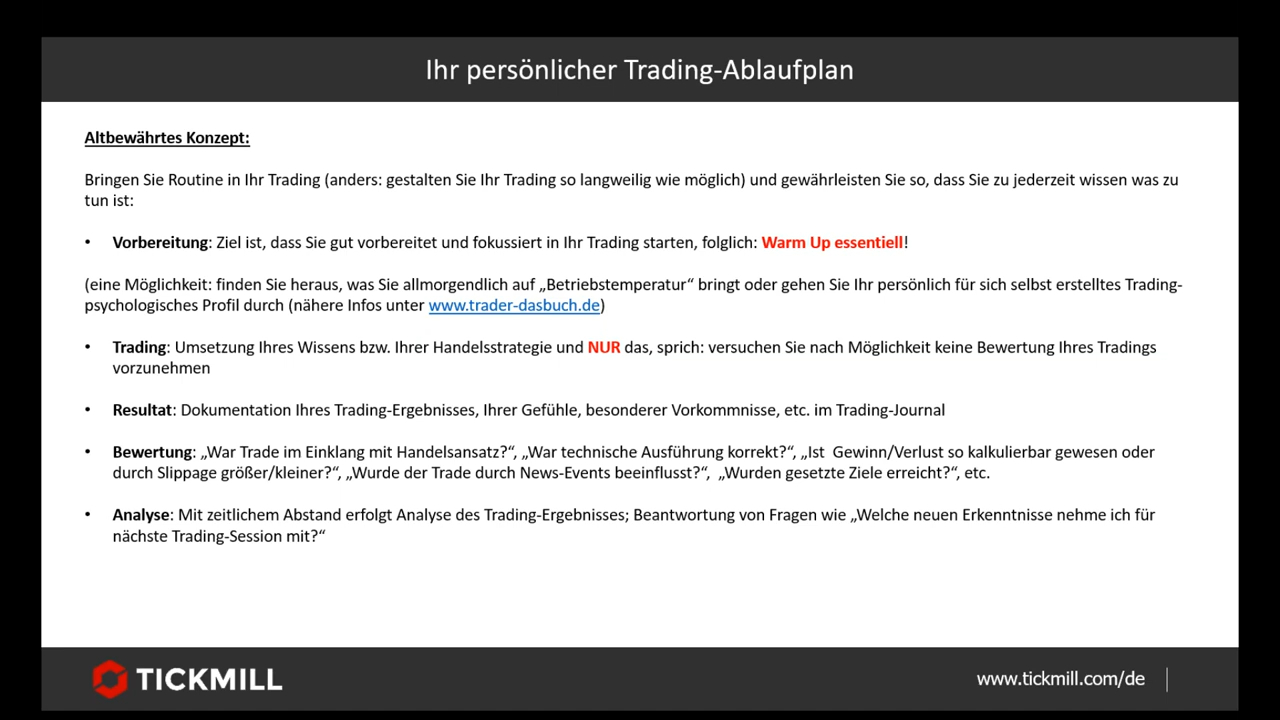 Ihr persönlicher Trading-Ablaufplan
Altbewährtes Konzept:
Bringen Sie Routine in Ihr Trading (anders: gestalten Sie Ihr Trading so langweilig wie möglich) und gewährleisten Sie so, dass Sie zu jederzeit wissen was zu
tun ist:
• Vorbereitung: Ziel ist, dass Sie gut vorbereitet und fokussiert in Ihr Trading starten, folglich: Warm Up essentiell!
(eine Möglichkeit: finden Sie heraus, was Sie allmorgendlich auf „Betriebstemperatur“ bringt oder gehen Sie Ihr persönlich für sich selbst erstelltes Trading-
psychologisches Profil durch (nähere Infos unter www.trader-dasbuch.de)
• Trading: Umsetzung Ihres Wissens bzw. Ihrer Handelsstrategie und NUR das, sprich: versuchen Sie nach Möglichkeit keine Bewertung Ihres Tradings
vorzunehmen
• Resultat: Dokumentation Ihres Trading-Ergebnisses, Ihrer Gefühle, besonderer Vorkommnisse, etc. im Trading-Journal
• Bewertung: „War Trade im Einklang mit Handelsansatz?“, „War technische Ausführung korrekt?“, „Ist Gewinn/Verlust so kalkulierbar gewesen oder
durch Slippage größer/kleiner?“, „Wurde der Trade durch News-Events beeinflusst?“, „Wurden gesetzte Ziele erreicht?“, etc.
• Analyse: Mit zeitlichem Abstand erfolgt Analyse des Trading-Ergebnisses; Beantwortung von Fragen wie „Welche neuen Erkenntnisse nehme ich für
nächste Trading-Session mit?“
TICKMILL
www.tickmill.com/de